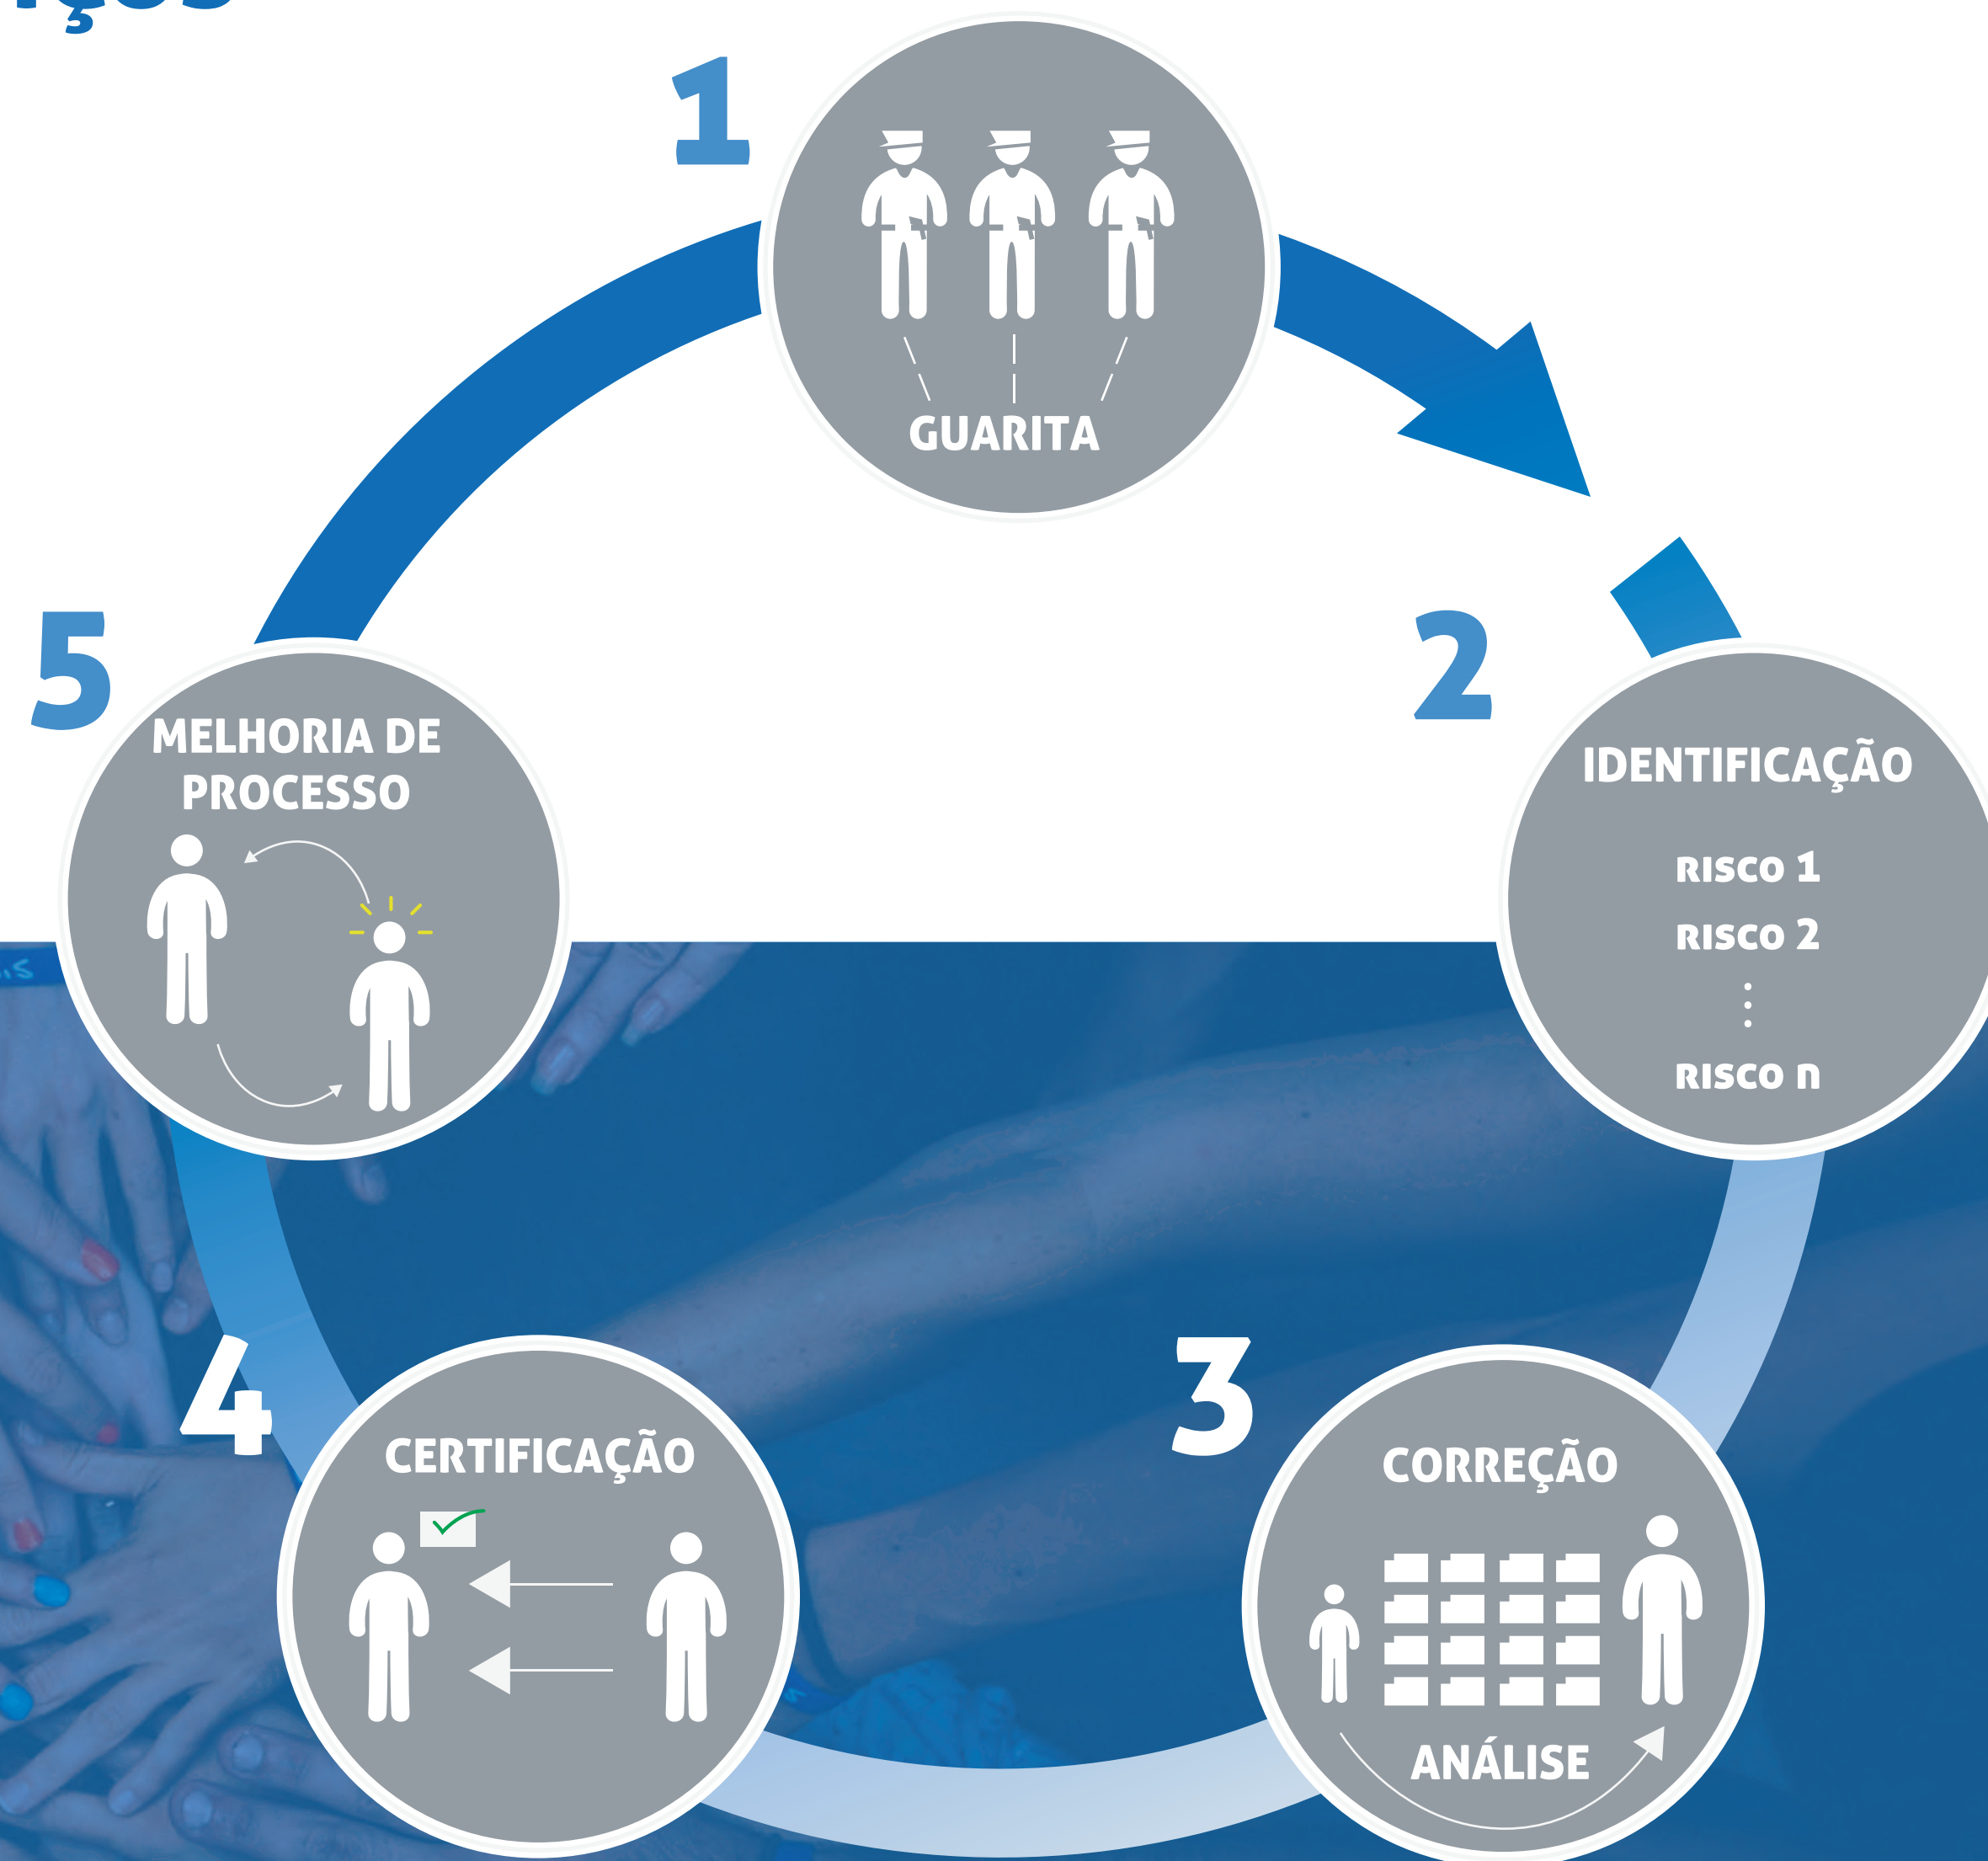 1
GUARITA
2
IDENTIFICAÇÃO
RISCO 1
RISCO 2
RISCO n
3
CORREÇÃO
ANÁLISE
4
CERTIFICAÇÃO
5
MELHORIA DE
PROCESSO